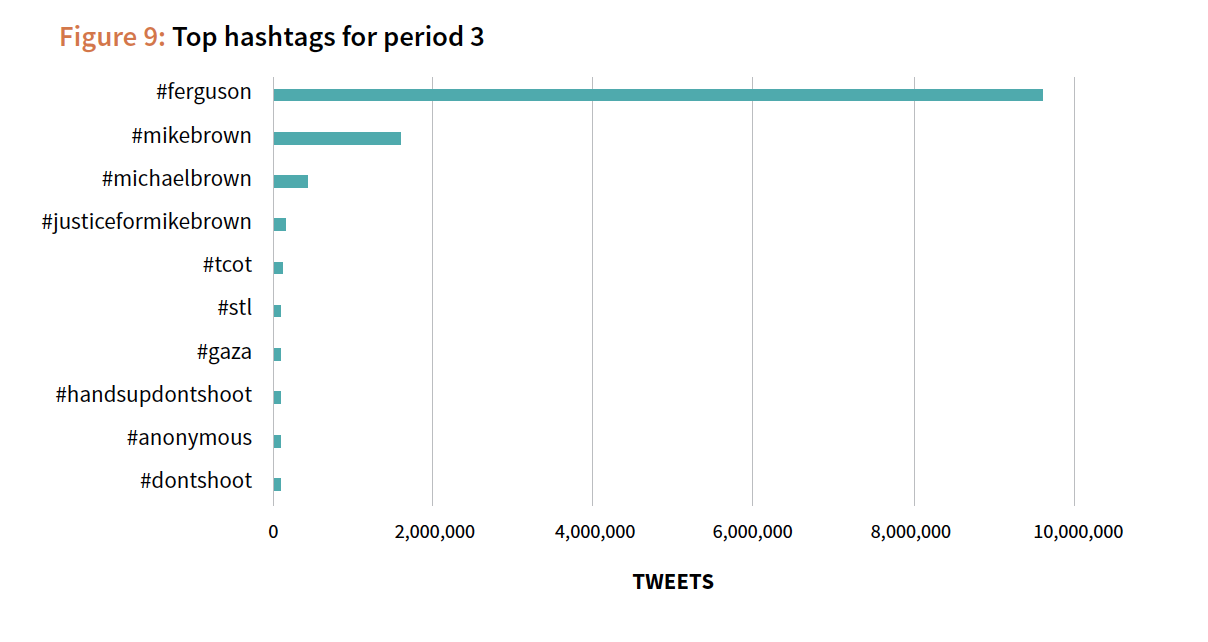 Figure 9: Top hashtags for period 3
#ferguson
#mikebrown
#michaelbrown
#justiceformikebrown
#tcot
#stl
#gaza
#handsupdontshoot
#anonymous
#dontshoot
0 2,000,000 4,000,000 6,000,000 8,000,000 10,000,000
TWEETS